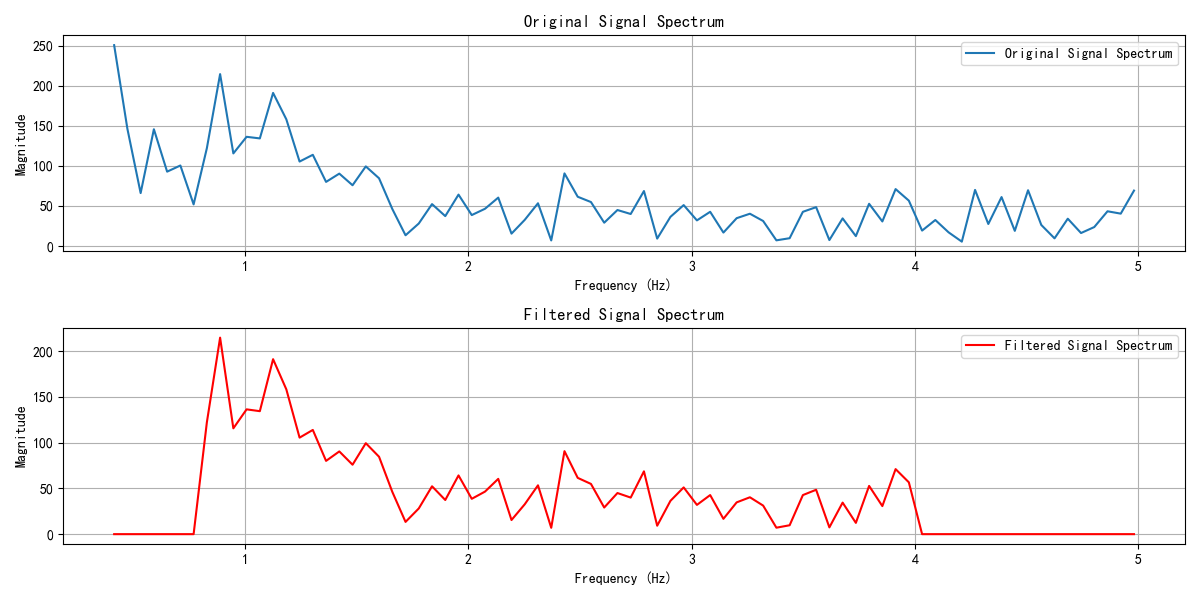 Original Signal Spectrum
250
200
150
100
50
0
Magnitude
Original Signal Spectrum
1
2
3
4
5
Frequency (Hz)
Filtered Signal Spectrum
200
150
100
50
0
Magnitude
Filtered Signal Spectrum
1
2
3
4
5
Frequency (Hz)